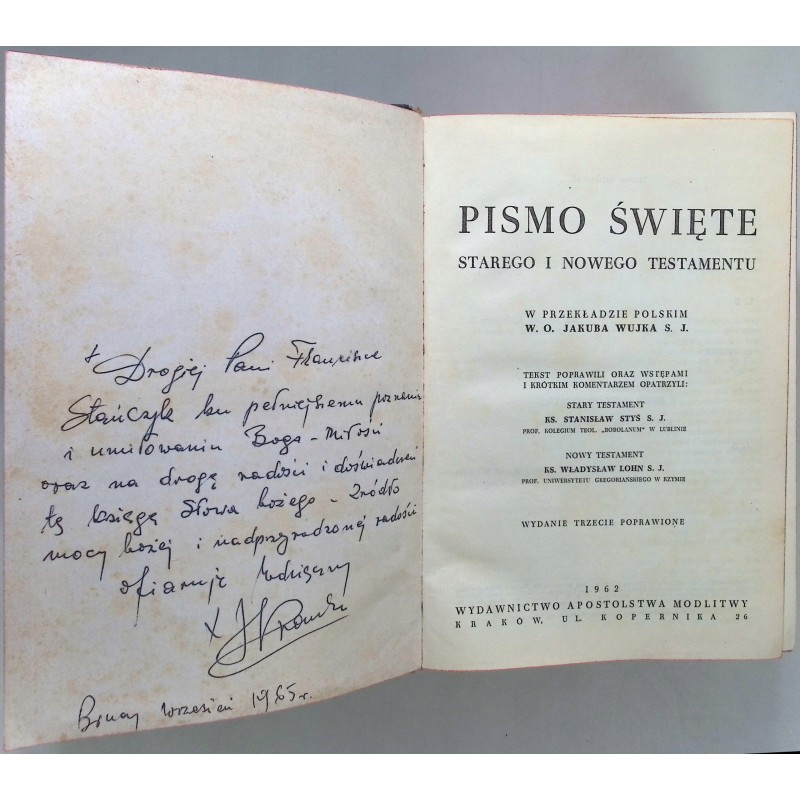 + Drogiej Pani Franciszce
Stańczyk ku pełniejszemu poznaniu
i umiłowaniu Boga - Miłości
oraz na drogę radości i doświadczeń
tę księgę Słowa Bożego - Źródło
mocy bożej i nadprzyrodzonej radości
ofiaruje wdzięczny
X
wrzesień 1965 r.
PISMO ŚWIĘTE
STAREGO I NOWEGO TESTAMENTU
W PRZEKŁADZIE POLSKIM
W. O. JAKUBA WUJKA S. J.
TEKST POPRAWILI ORAZ WSTĘPAMI
I KRÓTKIM KOMENTARZEM OPATRZYLI:
STARY TESTAMENT
KS. STANISŁAW STYŚ S. J.
PROF. KOLEGIUM TEOL. „BOBOLANUM" W LUBLINIE
NOWY TESTAMENT
KS. WŁADYSŁAW LOHN S. J.
PROF. UNIWERSYTETU GREGORIAŃSKIEGO W RZYMIE
WYDANIE TRZECIE POPRAWIONE
1962
WYDAWNICTWO APOSTOLSTWA MODLITWY
KRAKÓW, UL. KOPERNIKA 26